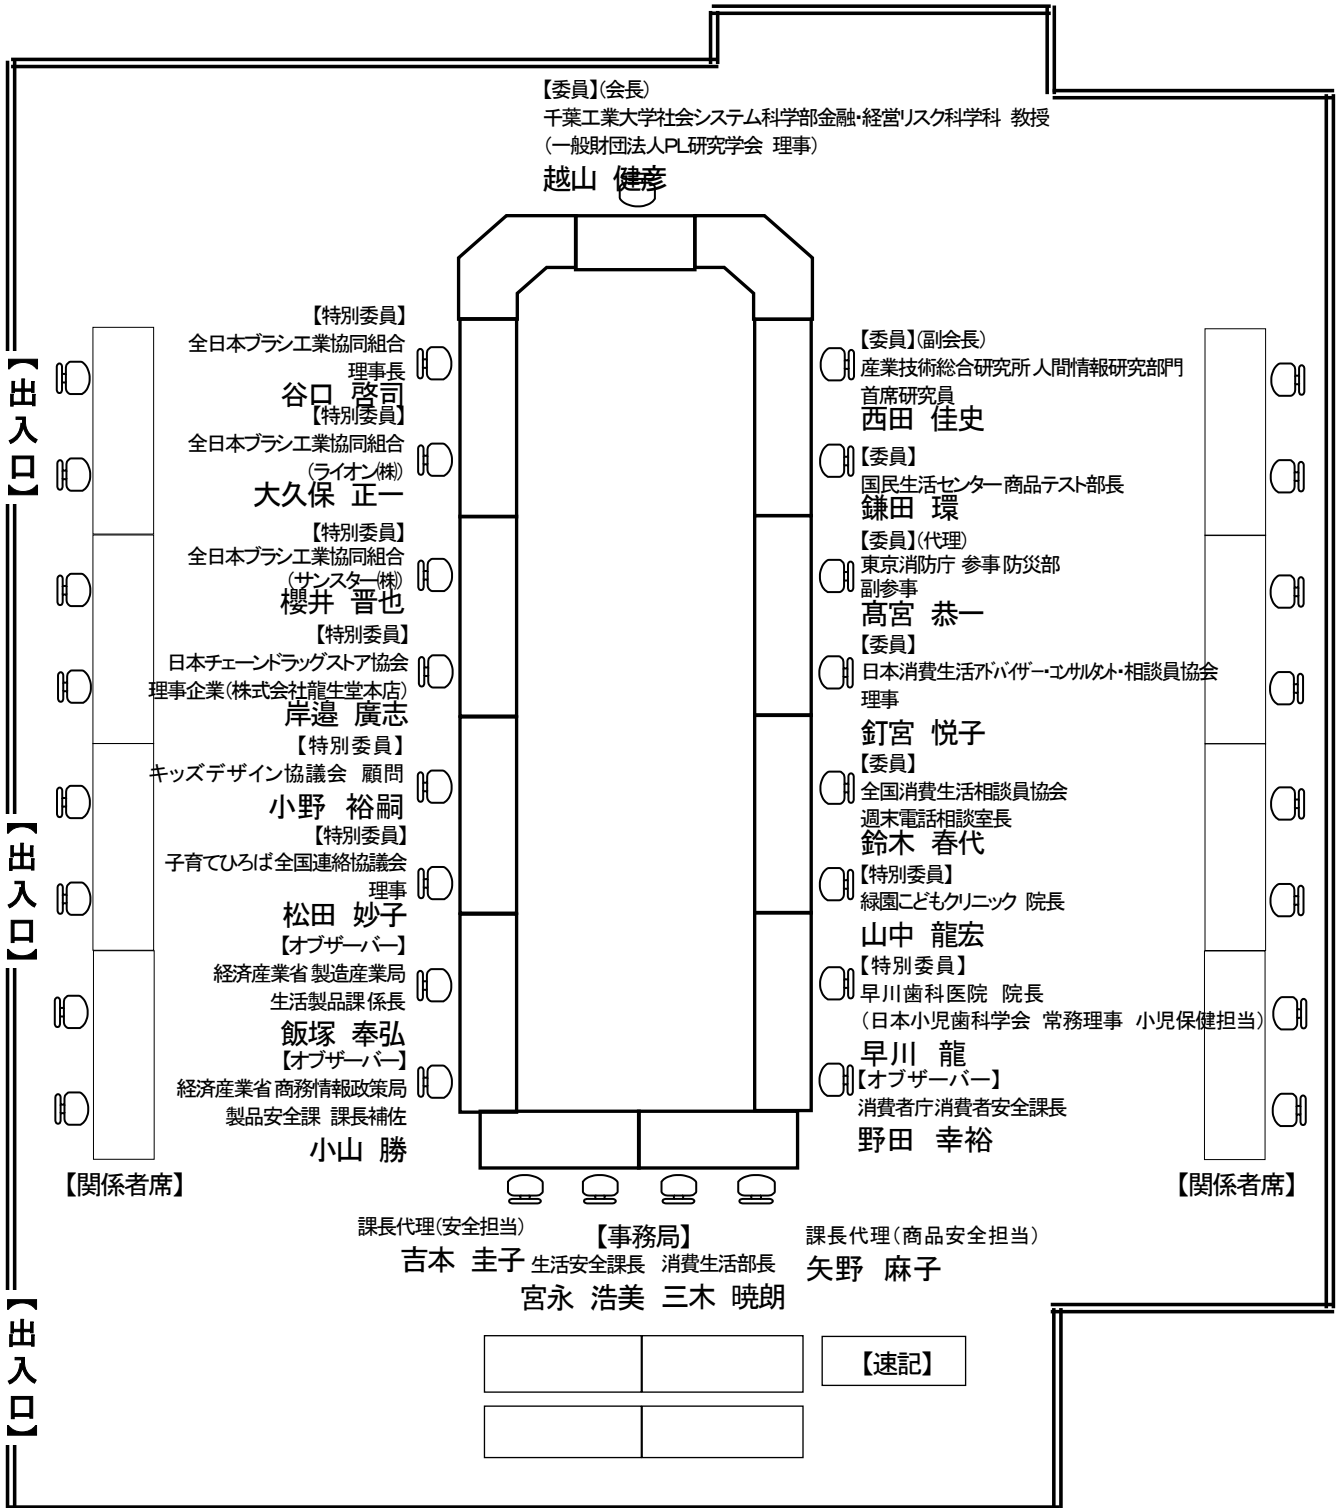 【委員】(会長)
千葉工業大学社会システム科学部金融・経営リスク科学科 教授
(一般財団法人PL研究学会 理事)
越山 健彦
【特別委員】
全日本ブラシ工業協同組合
理事長
谷口 啓司
【特別委員】
全日本ブラシ工業協同組合
(ライオン㈱)
大久保 正一
【特別委員】
全日本ブラシ工業協同組合
(サンスター㈱)
櫻井 晋也
【特別委員】
日本チェーンドラッグストア協会
理事企業(株式会社龍生堂本店)
岸邉 廣志
【特別委員】
キッズデザイン協議会 顧問
小野 裕嗣
【特別委員】
子育てひろば全国連絡協議会
理事
松田 妙子
【オブザーバー】
経済産業省 製造産業局
生活製品課 係長
飯塚 奉弘
【オブザーバー】
経済産業省 商務情報政策局
製品安全課 課長補佐
小山 勝
【委員】(副会長)
産業技術総合研究所 人間情報研究部門
首席研究員
西田 佳史
【委員】
国民生活センター 商品テスト部長
鎌田 環
【委員】(代理)
東京消防庁 参事 防災部
副参事
髙宮 恭一
【委員】
日本消費生活アドバイザー・コンサルタント・相談員協会
理事
釘宮 悦子
【委員】
全国消費生活相談員協会
週末電話相談室長
鈴木 春代
【特別委員】
緑園こどもクリニック 院長
山中 龍宏
【特別委員】
早川歯科医院 院長
(日本小児歯科学会 常務理事 小児保健担当)
早川 龍
【オブザーバー】
消費者庁消費者安全課長
野田 幸裕
【出入口】
【出入口】
【出入口】
【関係者席】
【関係者席】
【事務局】
課長代理(安全担当)
吉本 圭子
生活安全課長
宮永 浩美
消費生活部長
三木 暁朗
課長代理(商品安全担当)
矢野 麻子
【速記】